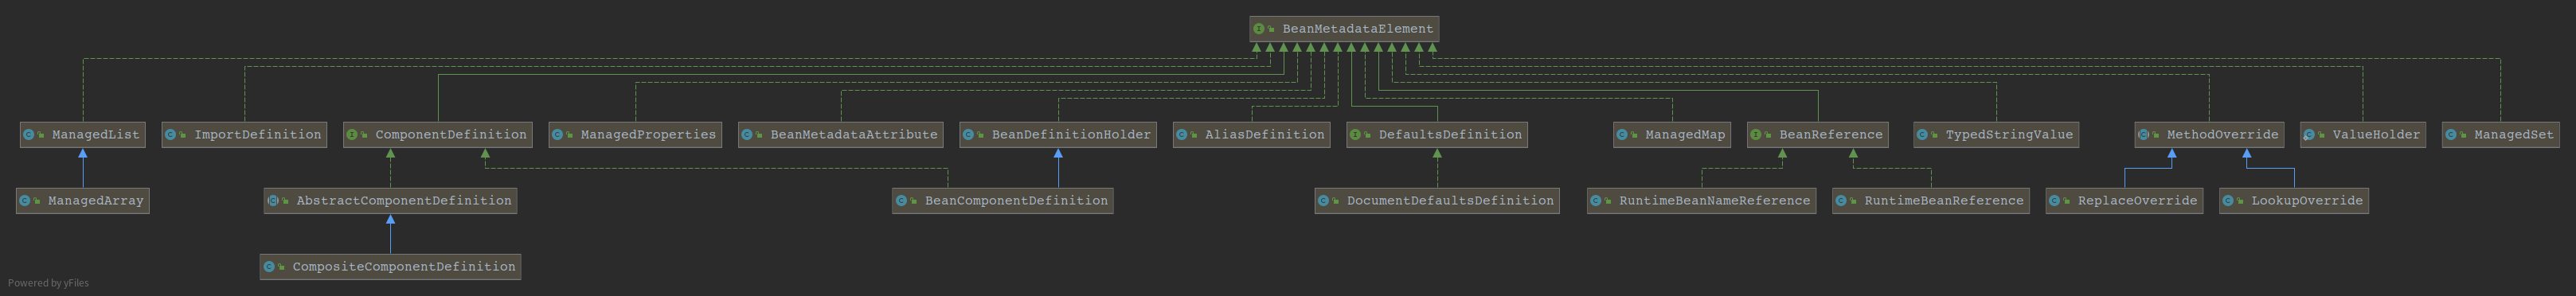 BeanMetadataElement
ManagedList
ImportDefinition
ComponentDefinition
ManagedProperties
BeanMetadataAttribute
BeanDefinitionHolder
AliasDefinition
DefaultsDefinition
ManagedMap
BeanReference
TypedStringValue
MethodOverride
ValueHolder
ManagedSet
ManagedArray
AbstractComponentDefinition
BeanComponentDefinition
DocumentDefaultsDefinition
RuntimeBeanNameReference
RuntimeBeanReference
ReplaceOverride
LookupOverride
CompositeComponentDefinition
Powered by yFiles